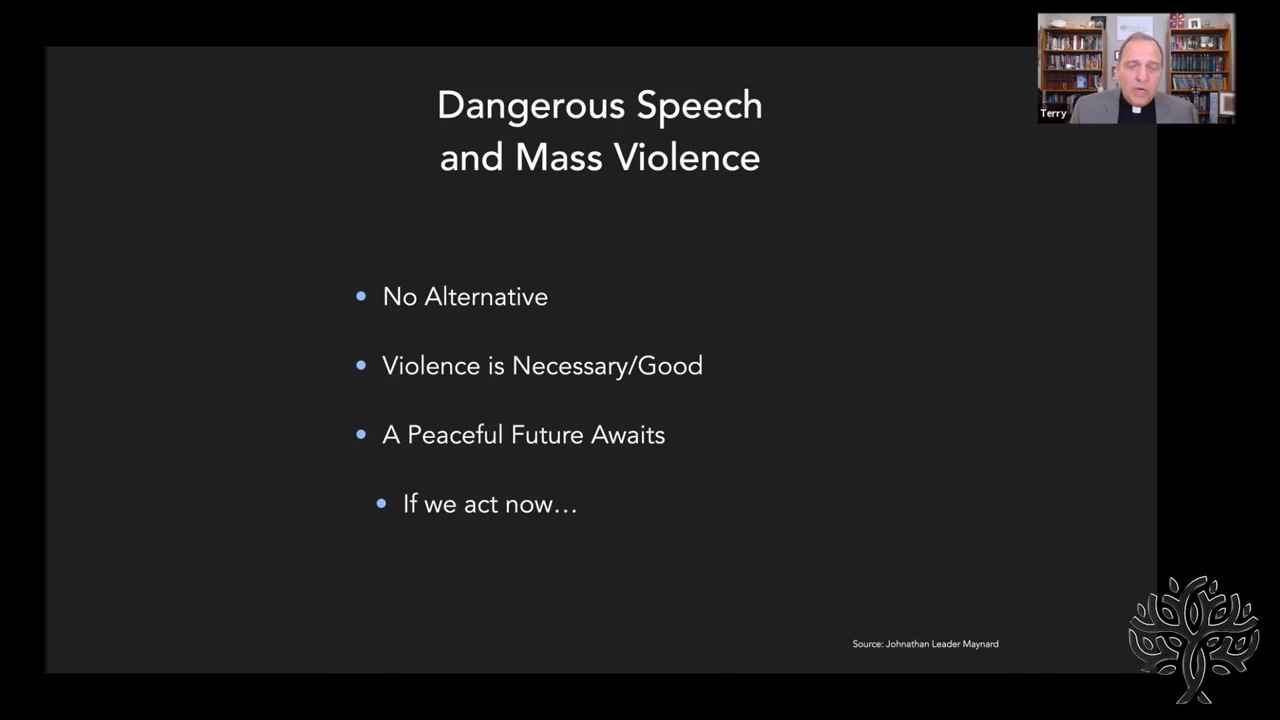 Dangerous Speech
and Mass Violence
Terry
• No Alternative
• Violence is Necessary/Good
• A Peaceful Future Awaits
• If we act now…
Source: Johnathan Leader Maynard